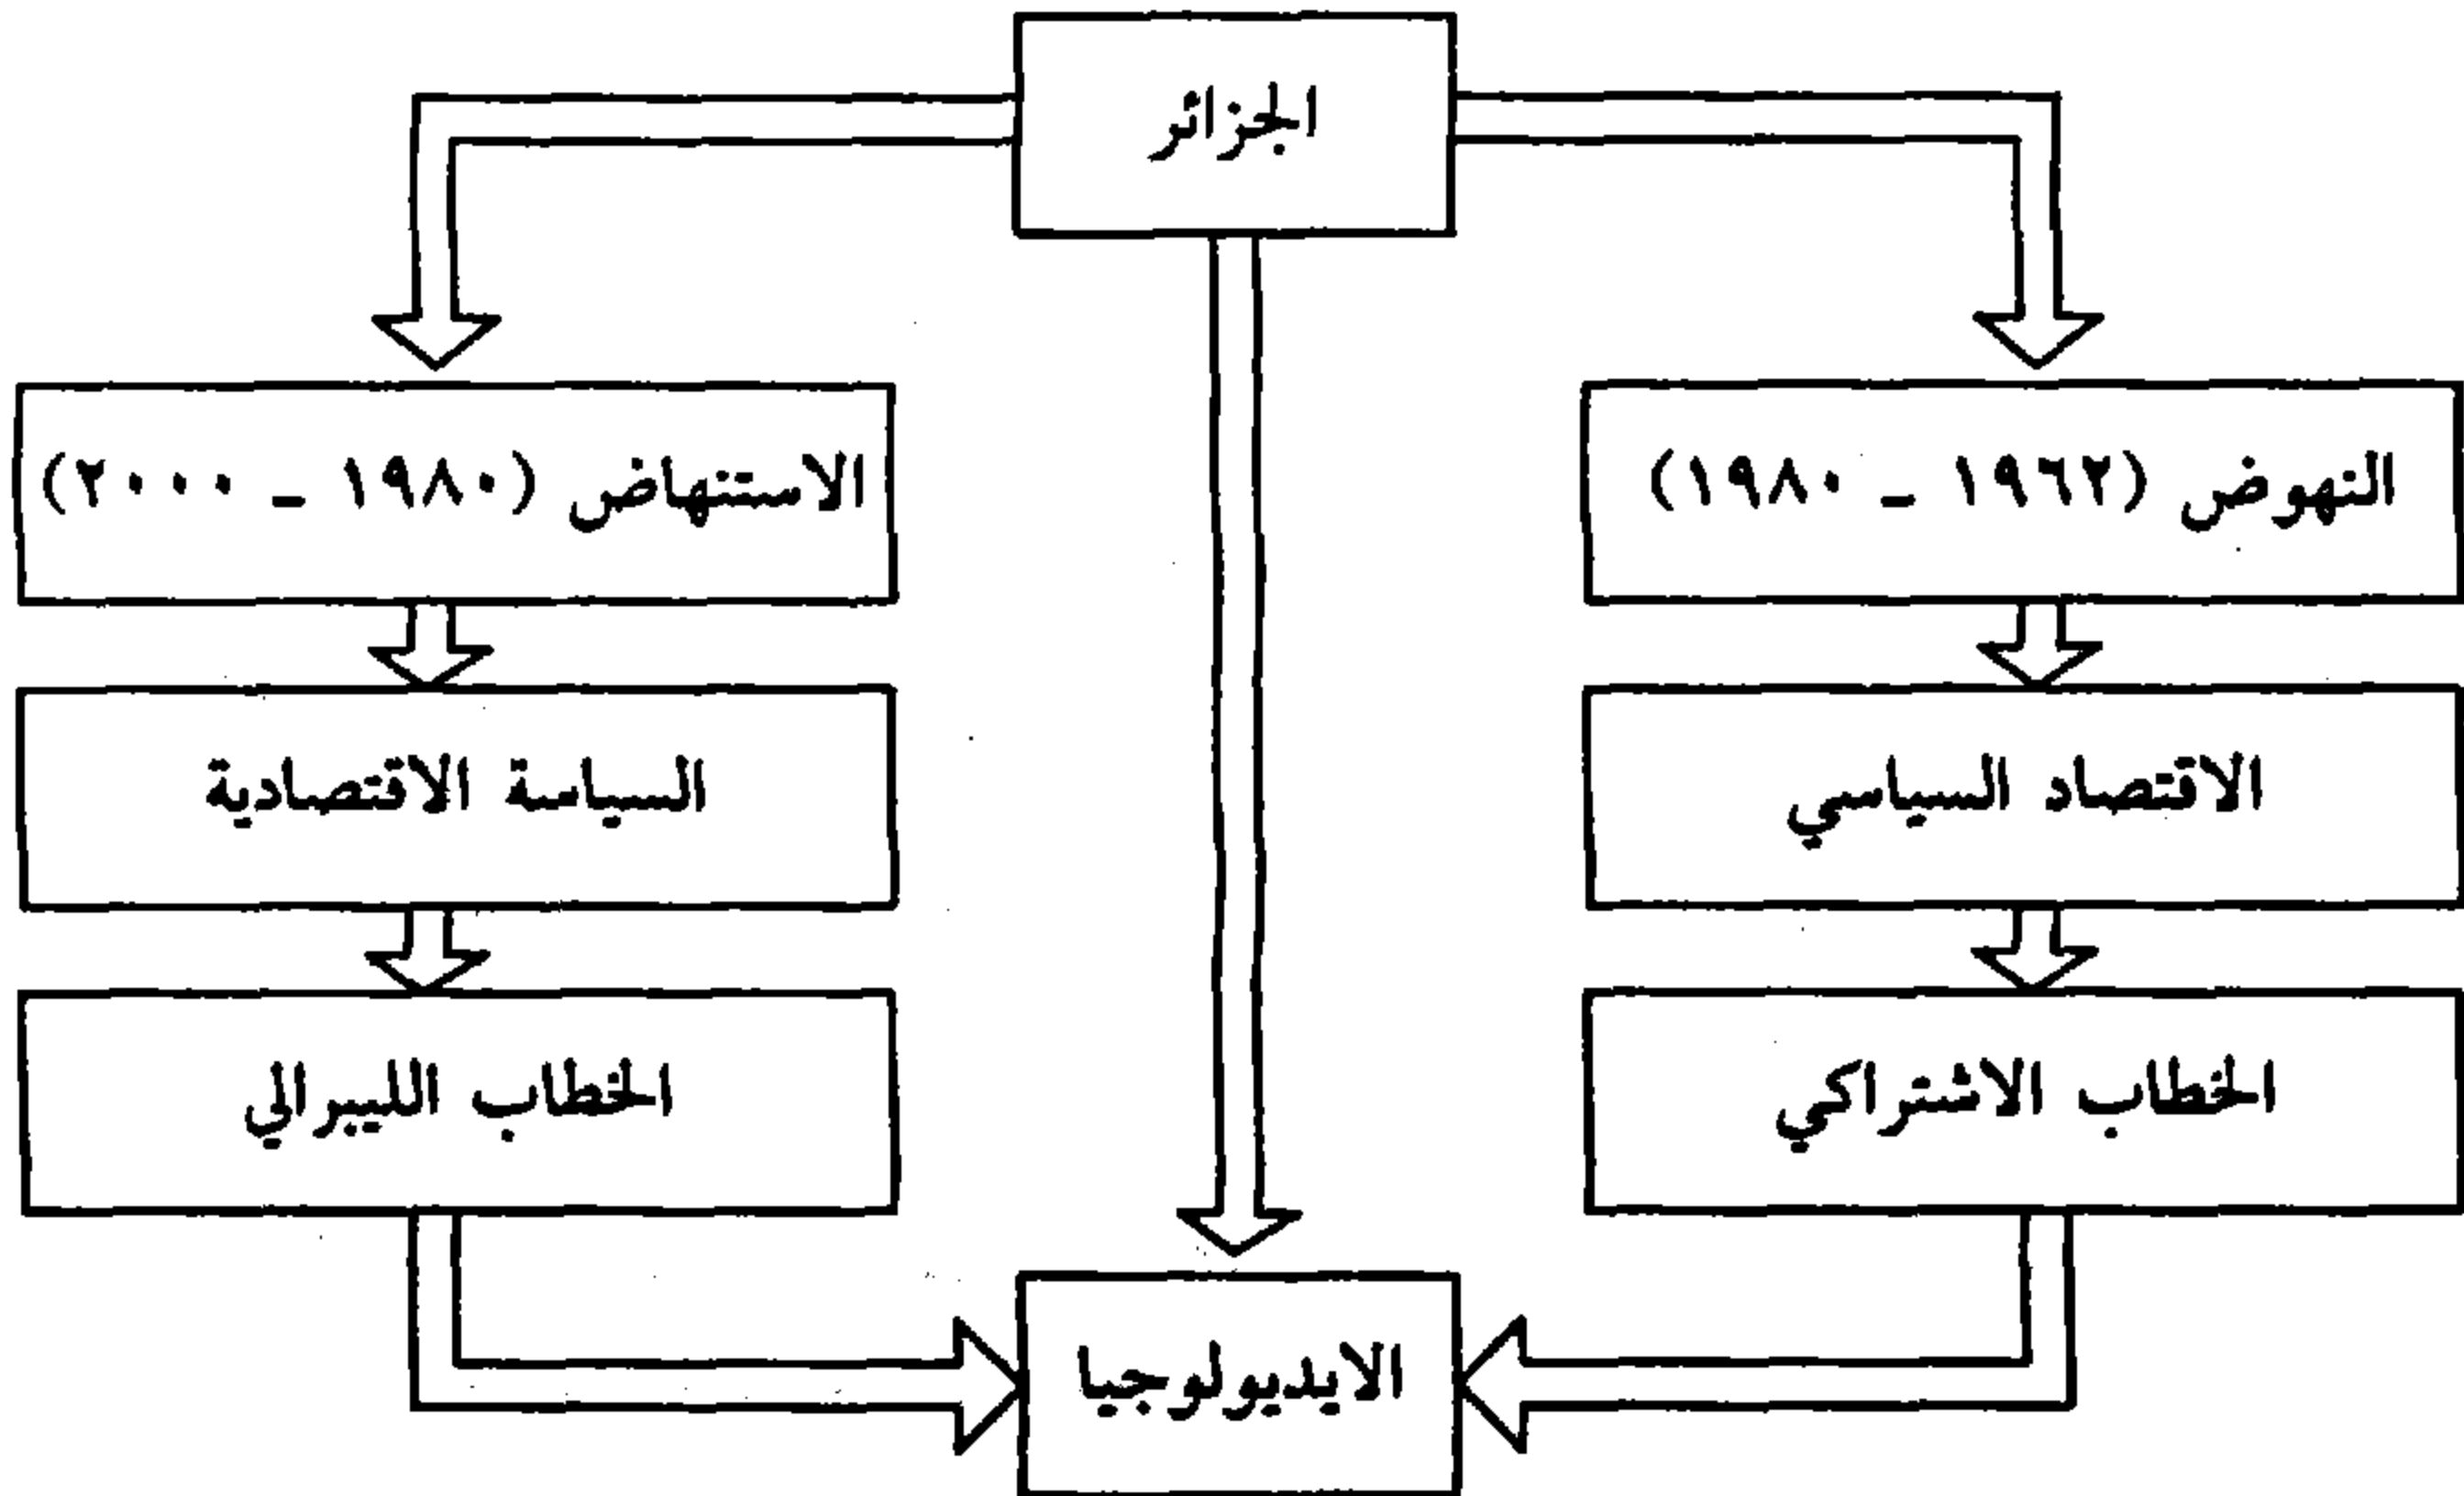 الجزائر
النهوض (١٩٦٢ - ١٩٨٠)
الاستنهاض (١٩٨٠ - ٢٠٠٠)
الاقتصاد السياسي
السياسة الاقتصادية
الخطاب الاشتراكي
الخطاب الليبرالي
الايديولوجيا